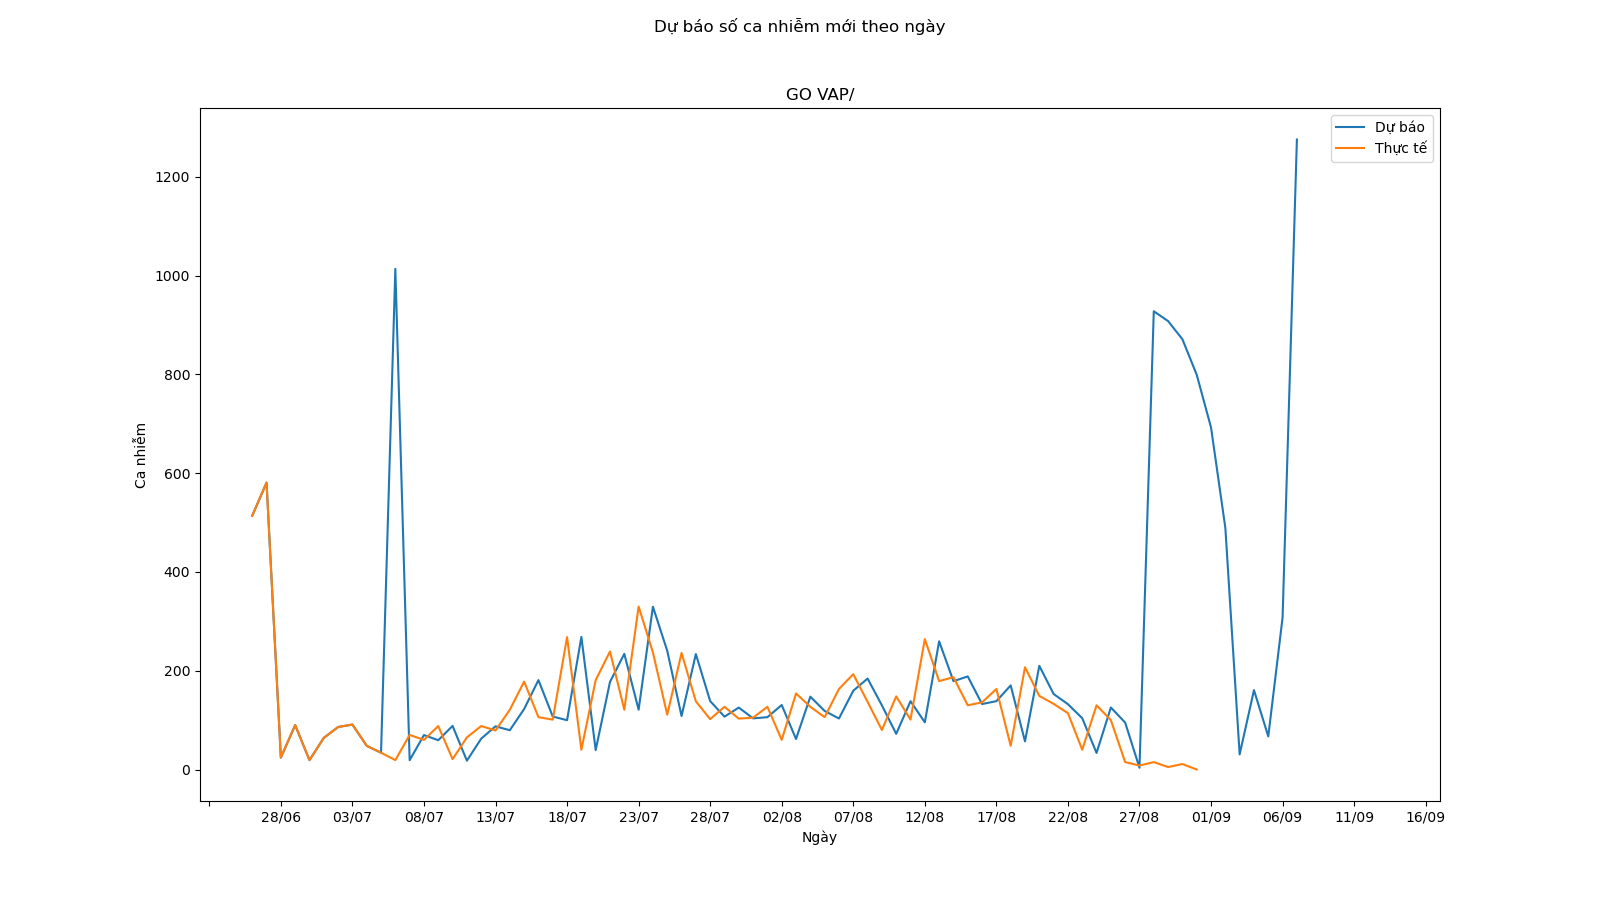 Dự báo số ca nhiễm mới theo ngày
GO VAP/
Dự báo
Thực tế
1200
1000
800
600
400
200
0
Ca nhiễm
28/06 03/07 08/07 13/07 18/07 23/07 28/07 02/08 07/08 12/08 17/08 22/08 27/08 01/09 06/09 11/09 16/09
Ngày